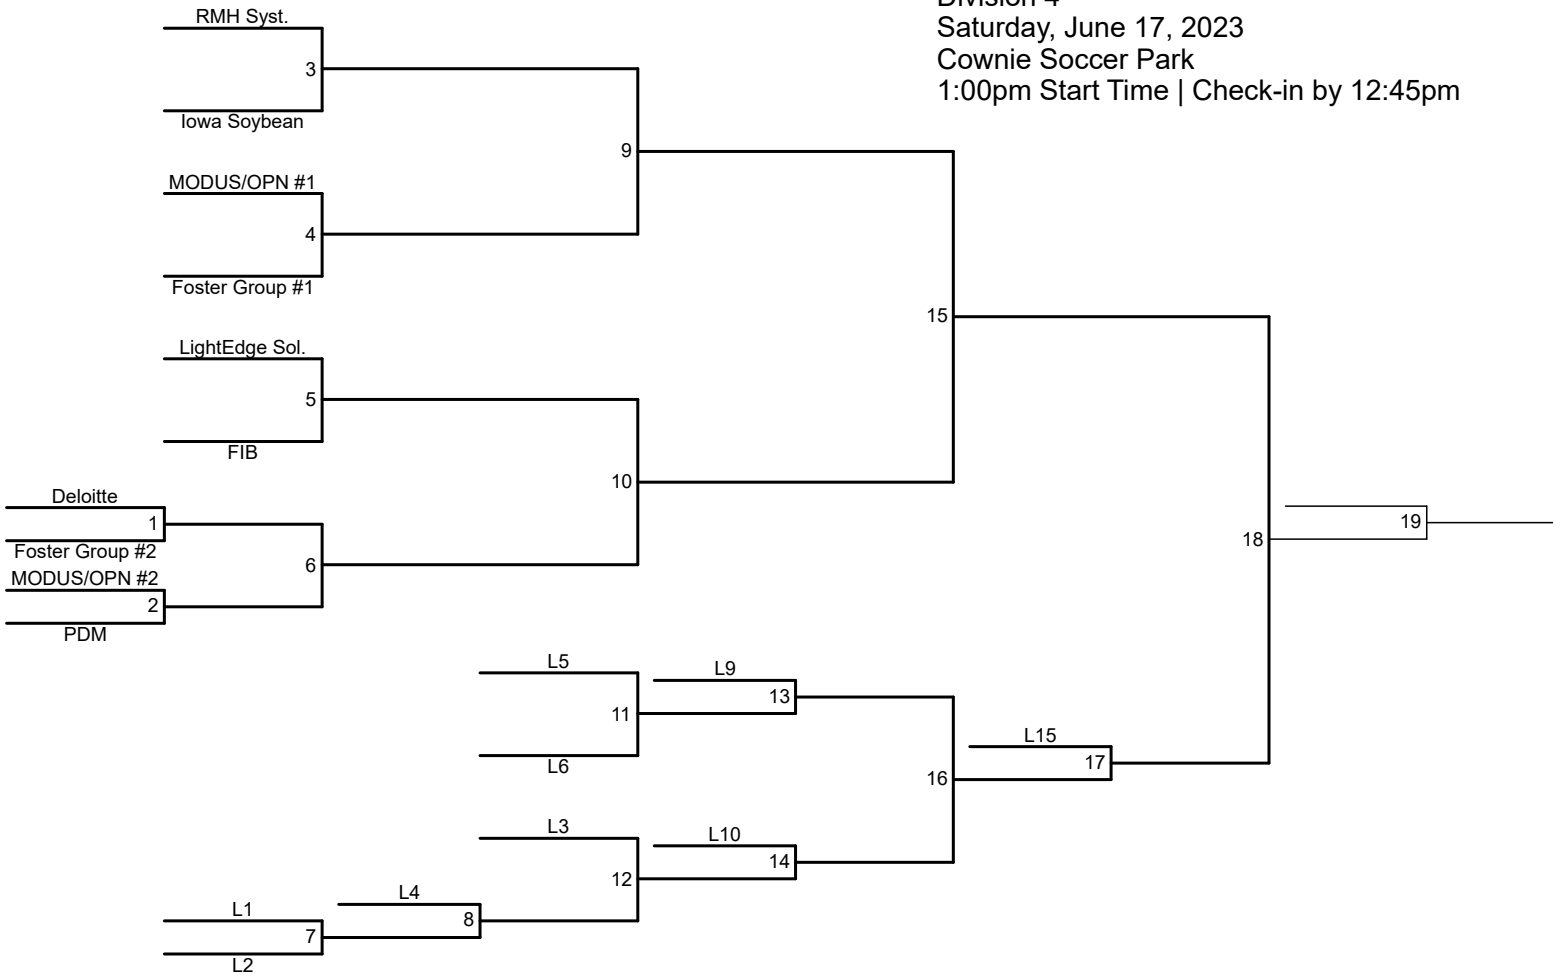 Division 4
Saturday, June 17, 2023
Cownie Soccer Park
1:00pm Start Time | Check-in by 12:45pm
RMH Syst.
3
Iowa Soybean
9
MODUS/OPN #1
4
Foster Group #1
15
LightEdge Sol.
5
FIB
10
Deloitte
1
Foster Group #2
6
MODUS/OPN #2
2
PDM
18
19
L5
11
L6
L9
13
L15
17
16
L3
12
L10
14
L4
8
L1
7
L2